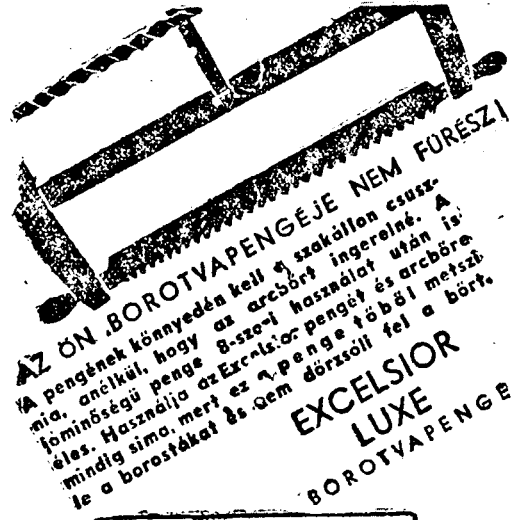 AZ ÖN BOROTVAPENGÉJE NEM FŰRÉSZ!
A pengének könnyedén kell a szakállon csusz-
nia, anélkül, hogy az arcbőrt ingerelné. A
jóminőségű penge 8-szori használat után is
éles. Használja az Excelsior pengét és arcbőre
mindig sima, mert ez a penge tőből metszi
le a borostákat és nem dörzsöli fel a bőrt.
EXCELSIOR
LUXE
BOROTVAPENGE